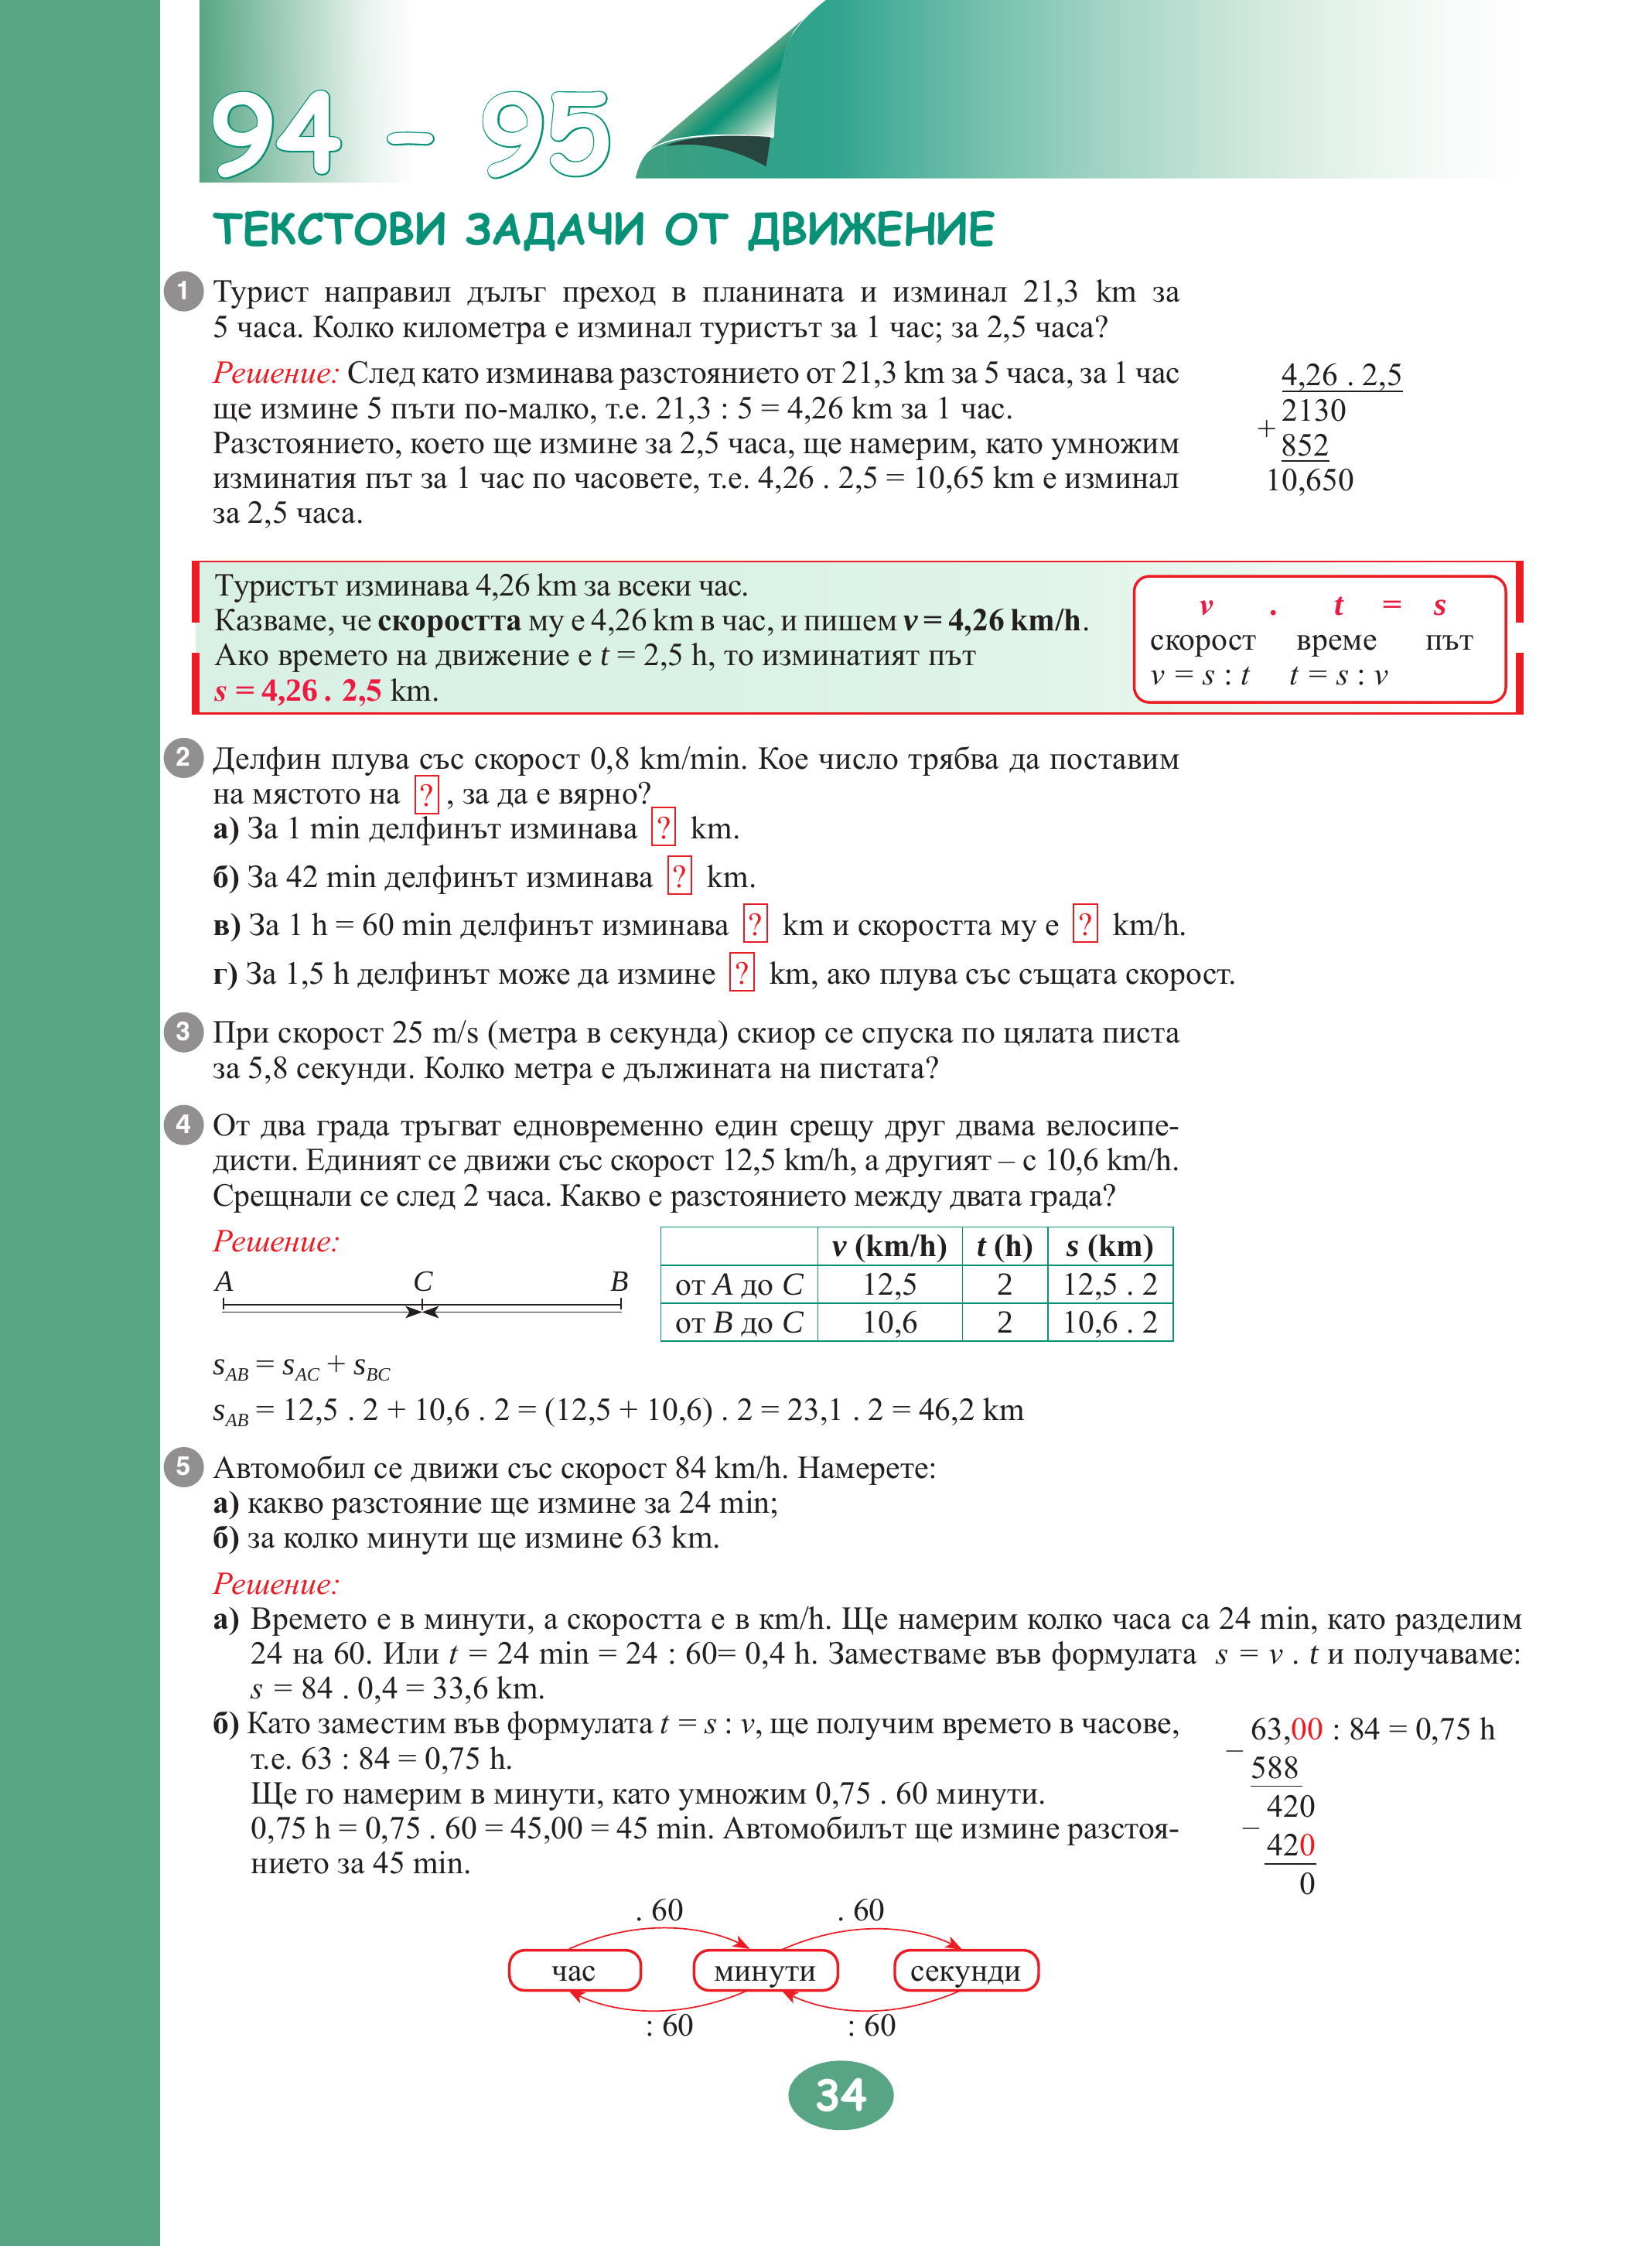 94 – 95
ТЕКСТОВИ ЗАДАЧИ ОТ ДВИЖЕНИЕ
1 Турист направил дълъг преход в планината и изминал 21,3 km за
5 часа. Колко километра е изминал туристът за 1 час; за 2,5 часа?
Решение: След като изминава разстоянието от 21,3 km за 5 часа, за 1 час
ще измине 5 пъти по-малко, т.е. 21,3 : 5 = 4,26 km за 1 час.
Разстоянието, което ще измине за 2,5 часа, ще намерим, като умножим
изминатия път за 1 час по часовете, т.е. 4,26 . 2,5 = 10,65 km е изминал
за 2,5 часа.
4,26 . 2,5
2130
+
852
10,650
Туристът изминава 4,26 km за всеки час.
Казваме, че скоростта му е 4,26 km в час, и пишем v = 4,26 km/h.
Ако времето на движение е t = 2,5 h, то изминатият път
s = 4,26 . 2,5 km.
v . t = s
скорост време път
v = s : t t = s : v
2 Делфин плува със скорост 0,8 km/min. Кое число трябва да поставим
на мястото на ? , за да е вярно?
а) За 1 min делфинът изминава ? km.
б) За 42 min делфинът изминава ? km.
в) За 1 h = 60 min делфинът изминава ? km и скоростта му е ? km/h.
г) За 1,5 h делфинът може да измине ? km, ако плува със същата скорост.
3 При скорост 25 m/s (метра в секунда) скиор се спуска по цялата писта
за 5,8 секунди. Колко метра е дължината на пистата?
4 От два града тръгват едновременно един срещу друг двама велосипе-
дисти. Единият се движи със скорост 12,5 km/h, а другият – с 10,6 km/h.
Срещнали се след 2 часа. Какво е разстоянието между двата града?
Решение:
A C B
v (km/h) t (h) s (km)
от A до C 12,5 2 12,5 . 2
от B до C 10,6 2 10,6 . 2
sAB = sAC + sBC
sAB = 12,5 . 2 + 10,6 . 2 = (12,5 + 10,6) . 2 = 23,1 . 2 = 46,2 km
5 Автомобил се движи със скорост 84 km/h. Намерете:
а) какво разстояние ще измине за 24 min;
б) за колко минути ще измине 63 km.
Решение:
а) Времето е в минути, а скоростта е в km/h. Ще намерим колко часа са 24 min, като разделим
24 на 60. Или t = 24 min = 24 : 60= 0,4 h. Заместваме във формулата s = v . t и получаваме:
s = 84 . 0,4 = 33,6 km.
б) Като заместим във формулата t = s : v, ще получим времето в часове,
т.е. 63 : 84 = 0,75 h.
Ще го намерим в минути, като умножим 0,75 . 60 минути.
0,75 h = 0,75 . 60 = 45,00 = 45 min. Автомобилът ще измине разстоя-
нието за 45 min.
63,00 : 84 = 0,75 h
–
588
420
–
420
0
. 60 . 60
час минути секунди
: 60 : 60
34